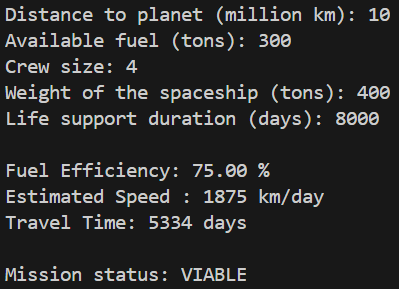 Distance to planet (million km): 10
Available fuel (tons): 300
Crew size: 4
Weight of the spaceship (tons): 400
Life support duration (days): 8000

Fuel Efficiency: 75.00 %
Estimated Speed : 1875 km/day
Travel Time: 5334 days

Mission status: VIABLE